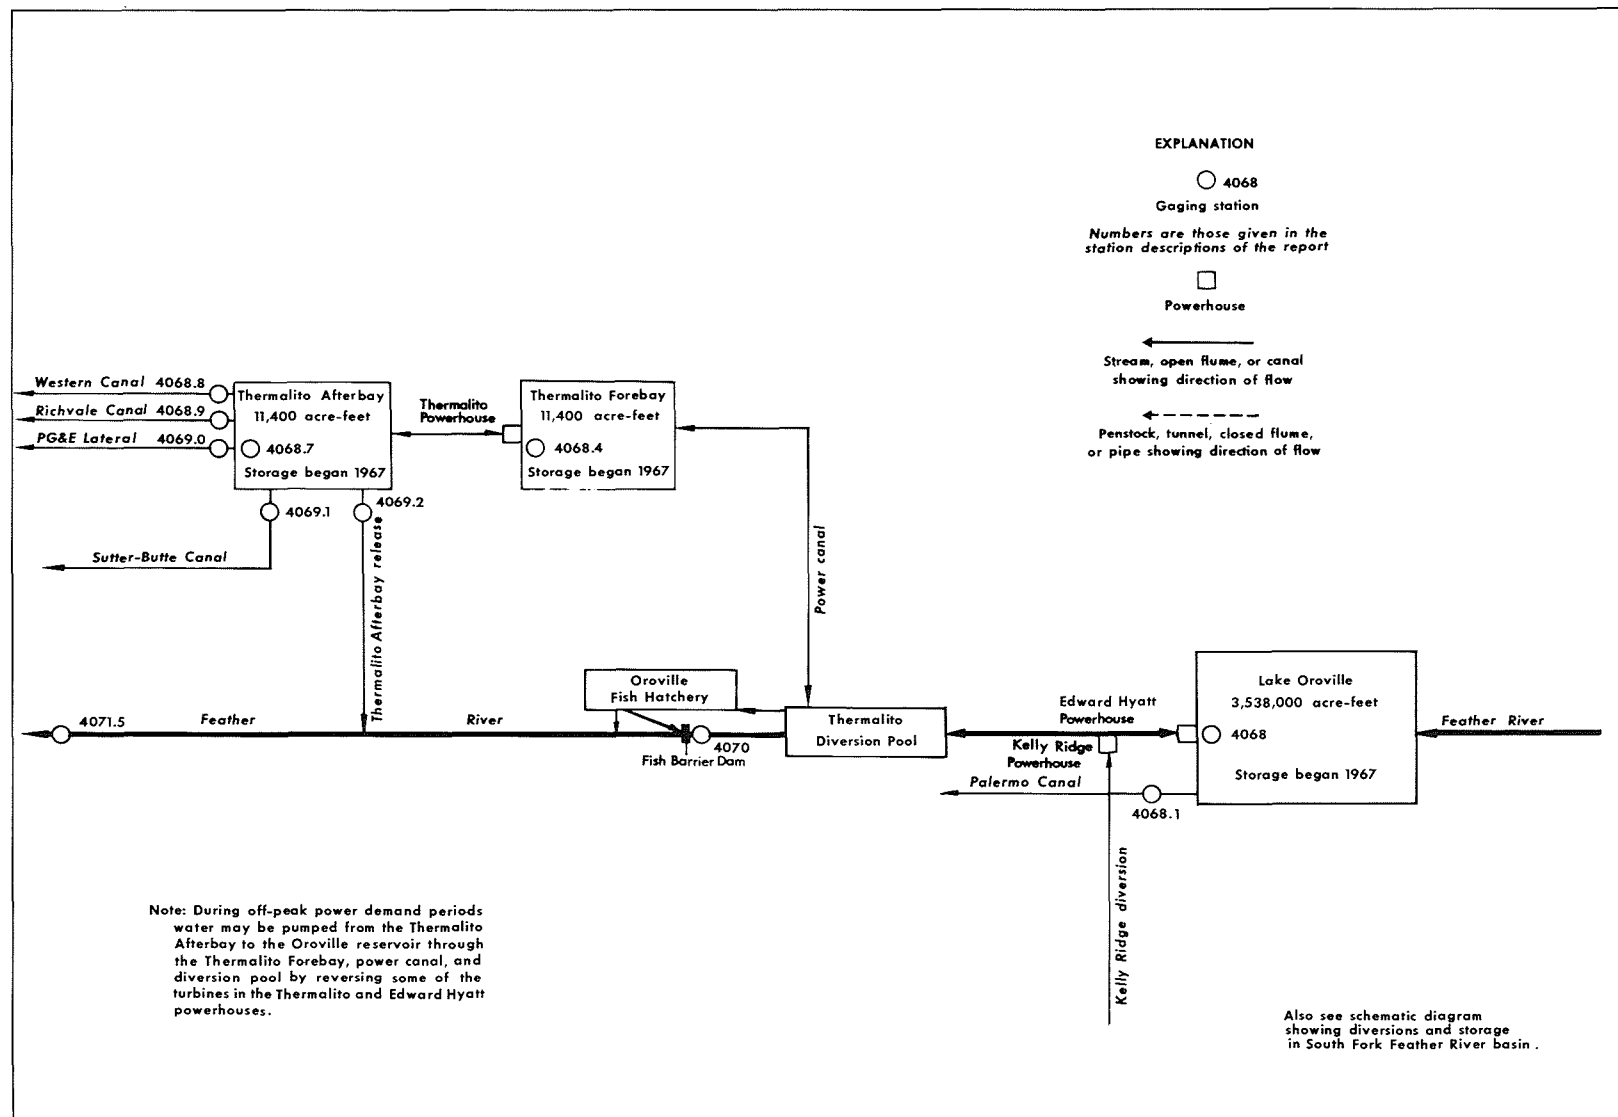 EXPLANATION
4068
Gaging station
Numbers are those given in the
station descriptions of the report
Powerhouse
Stream, open flume, or canal
showing direction of flow
Penstock, tunnel, closed flume,
or pipe showing direction of flow
Western Canal 4068.8
Richvale Canal 4068.9
PG&E Lateral 4069.0
Thermalito Afterbay
11,400 acre-feet
4068.7
Storage began 1967
Thermalito
Powerhouse
Thermalito Forebay
11,400 acre-feet
4068.4
Storage began 1967
4069.1
4069.2
Sutter-Butte Canal
Thermalito Afterbay release
Power canal
Oroville
Fish Hatchery
4071.5
Feather River
4070
Fish Barrier Dam
Thermalito
Diversion Pool
Edward Hyatt
Powerhouse
Kelly Ridge
Powerhouse
Palermo Canal
4068.1
Kelly Ridge diversion
Lake Oroville
3,538,000 acre-feet
4068
Storage began 1967
Feather River
Note: During off-peak power demand periods
water may be pumped from the Thermalito
Afterbay to the Oroville reservoir through
the Thermalito Forebay, power canal, and
diversion pool by reversing some of the
turbines in the Thermalito and Edward Hyatt
powerhouses.
Also see schematic diagram
showing diversions and storage
in South Fork Feather River basin.